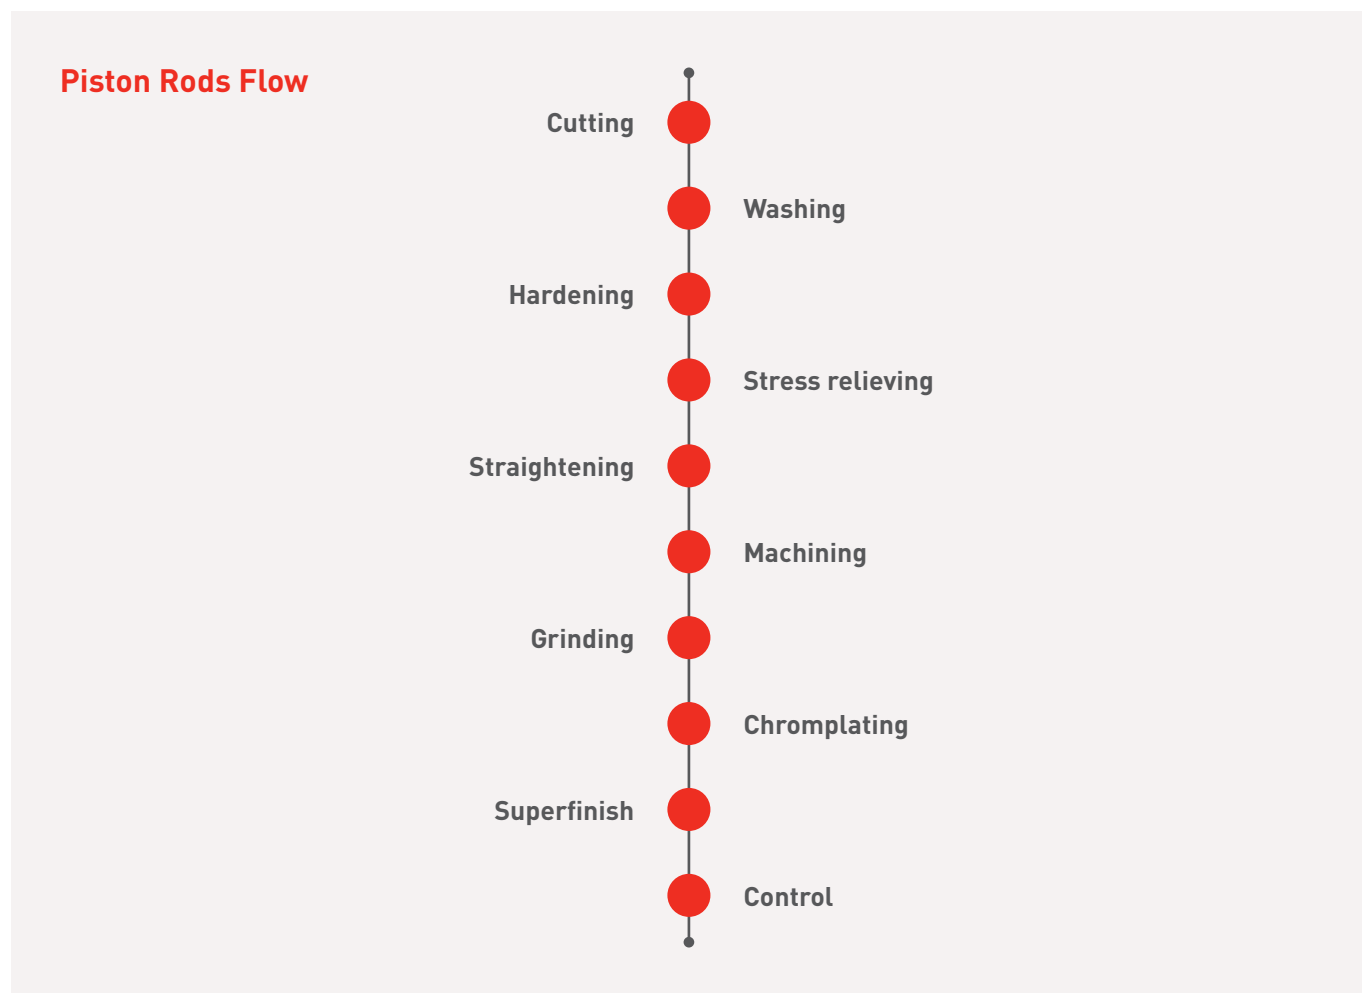 Piston Rods Flow
Cutting
Washing
Hardening
Stress relieving
Straightening
Machining
Grinding
Chromplating
Superfinish
Control